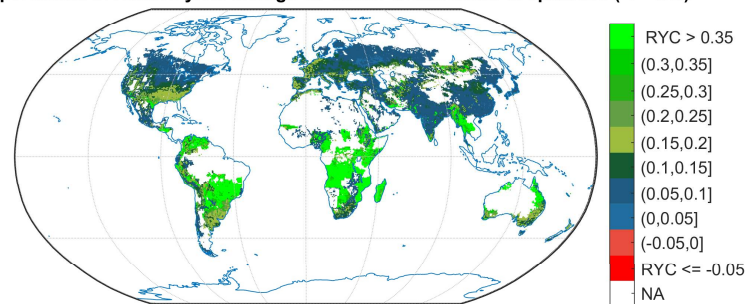 RYC > 0.35
(0.3,0.35]
(0.25,0.3]
(0.2,0.25]
(0.15,0.2]
(0.1,0.15]
(0.05,0.1]
(0,0.05]
(-0.05,0]
RYC <= -0.05
NA